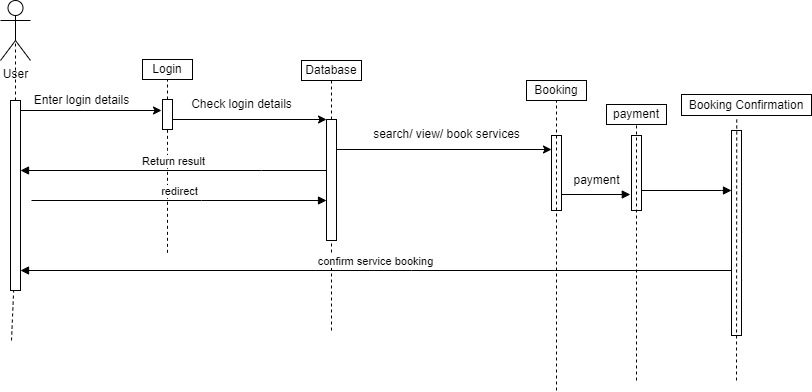 User
Login
Database
Booking
payment
Booking Confirmation
Enter login details
Check login details
search/ view/ book services
Return result
payment
redirect
confirm service booking